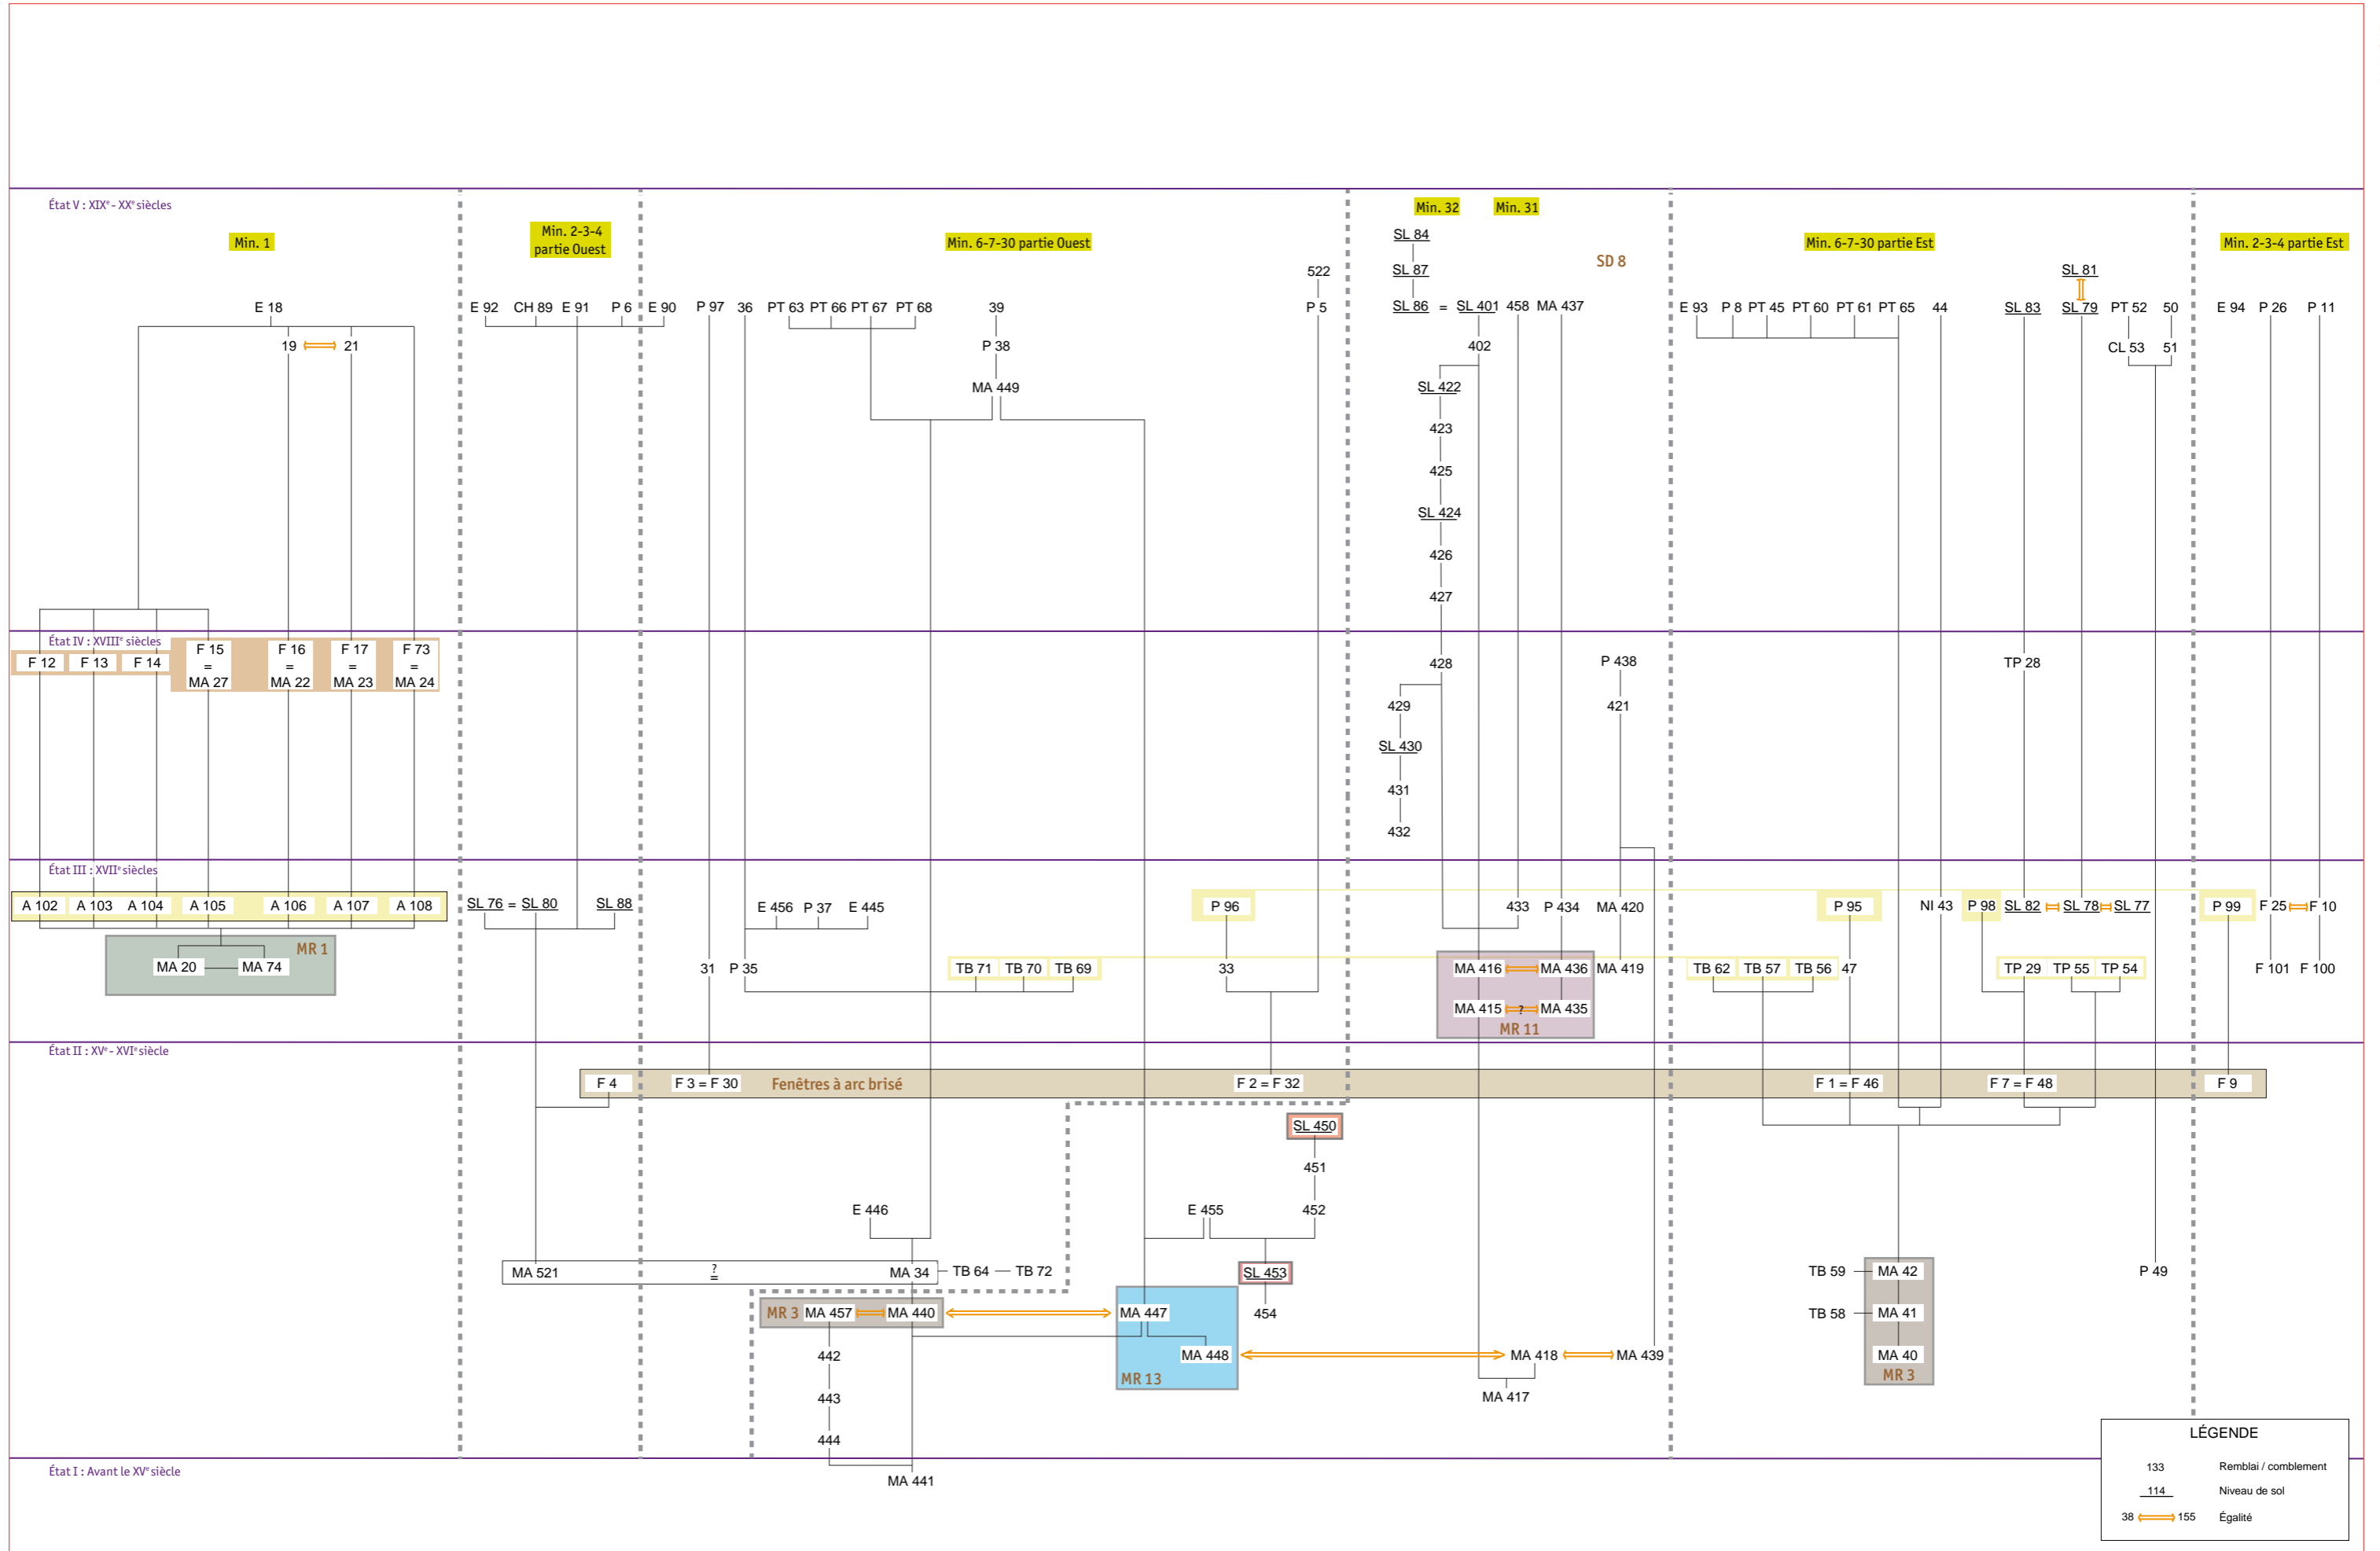 État V : XIXe - XXe siècles
Min. 1
Min. 2-3-4
partie Ouest
Min. 6-7-30 partie Ouest
Min. 32
Min. 31
SD 8
Min. 6-7-30 partie Est
Min. 2-3-4 partie Est
SL 84
SL 87
522
SL 81
E 18
E 92 CH 89 E 91 P 6 E 90 P 97 36 PT 63 PT 66 PT 67 PT 68 39 P 5
SL 86 = SL 401 458 MA 437
E 93 P 8 PT 45 PT 60 PT 61 PT 65 44 SL 83 SL 79 PT 52 50 E 94 P 26 P 11
19 21 P 38 402 CL 53 51
MA 449 SL 422
423
425
SL 424
426
427
État IV : XVIIIe siècles
F 12 F 13 F 14
F 15
=
MA 27
F 16
=
MA 22
F 17
=
MA 23
F 73
=
MA 24
428 P 438 TP 28
429 421
SL 430
431
432
État III : XVIIe siècles
A 102 A 103 A 104 A 105 A 106 A 107 A 108
SL 76 = SL 80 SL 88 E 456 P 37 E 445 P 96 433 P 434 MA 420 P 95 NI 43 P 98 SL 82 SL 78 SL 77 P 99 F 25 F 10
MR 1
MA 20 MA 74 31 P 35 TB 71 TB 70 TB 69 33 MA 416 MA 436 MA 419 TB 62 TB 57 TB 56 47 TP 29 TP 55 TP 54 F 101 F 100
MA 415 ? MA 435
MR 11
État II : XVe - XVIe siècle
F 4 F 3 = F 30 Fenêtres à arc brisé F 2 = F 32 F 1 = F 46 F 7 = F 48 F 9
SL 450
451
E 446 E 455 452
MA 521 ?
= MA 34 TB 64 TB 72 SL 453 TB 59 MA 42 P 49
MR 3 MA 457 MA 440 MA 447 454 TB 58 MA 41
442 MA 448 MA 418 MA 439 MA 40
MR 13 MR 3
443 MA 417
444
État I : Avant le XVe siècle
MA 441
LÉGENDE
133 Remblai / comblement
114 Niveau de sol
38 155 Égalité